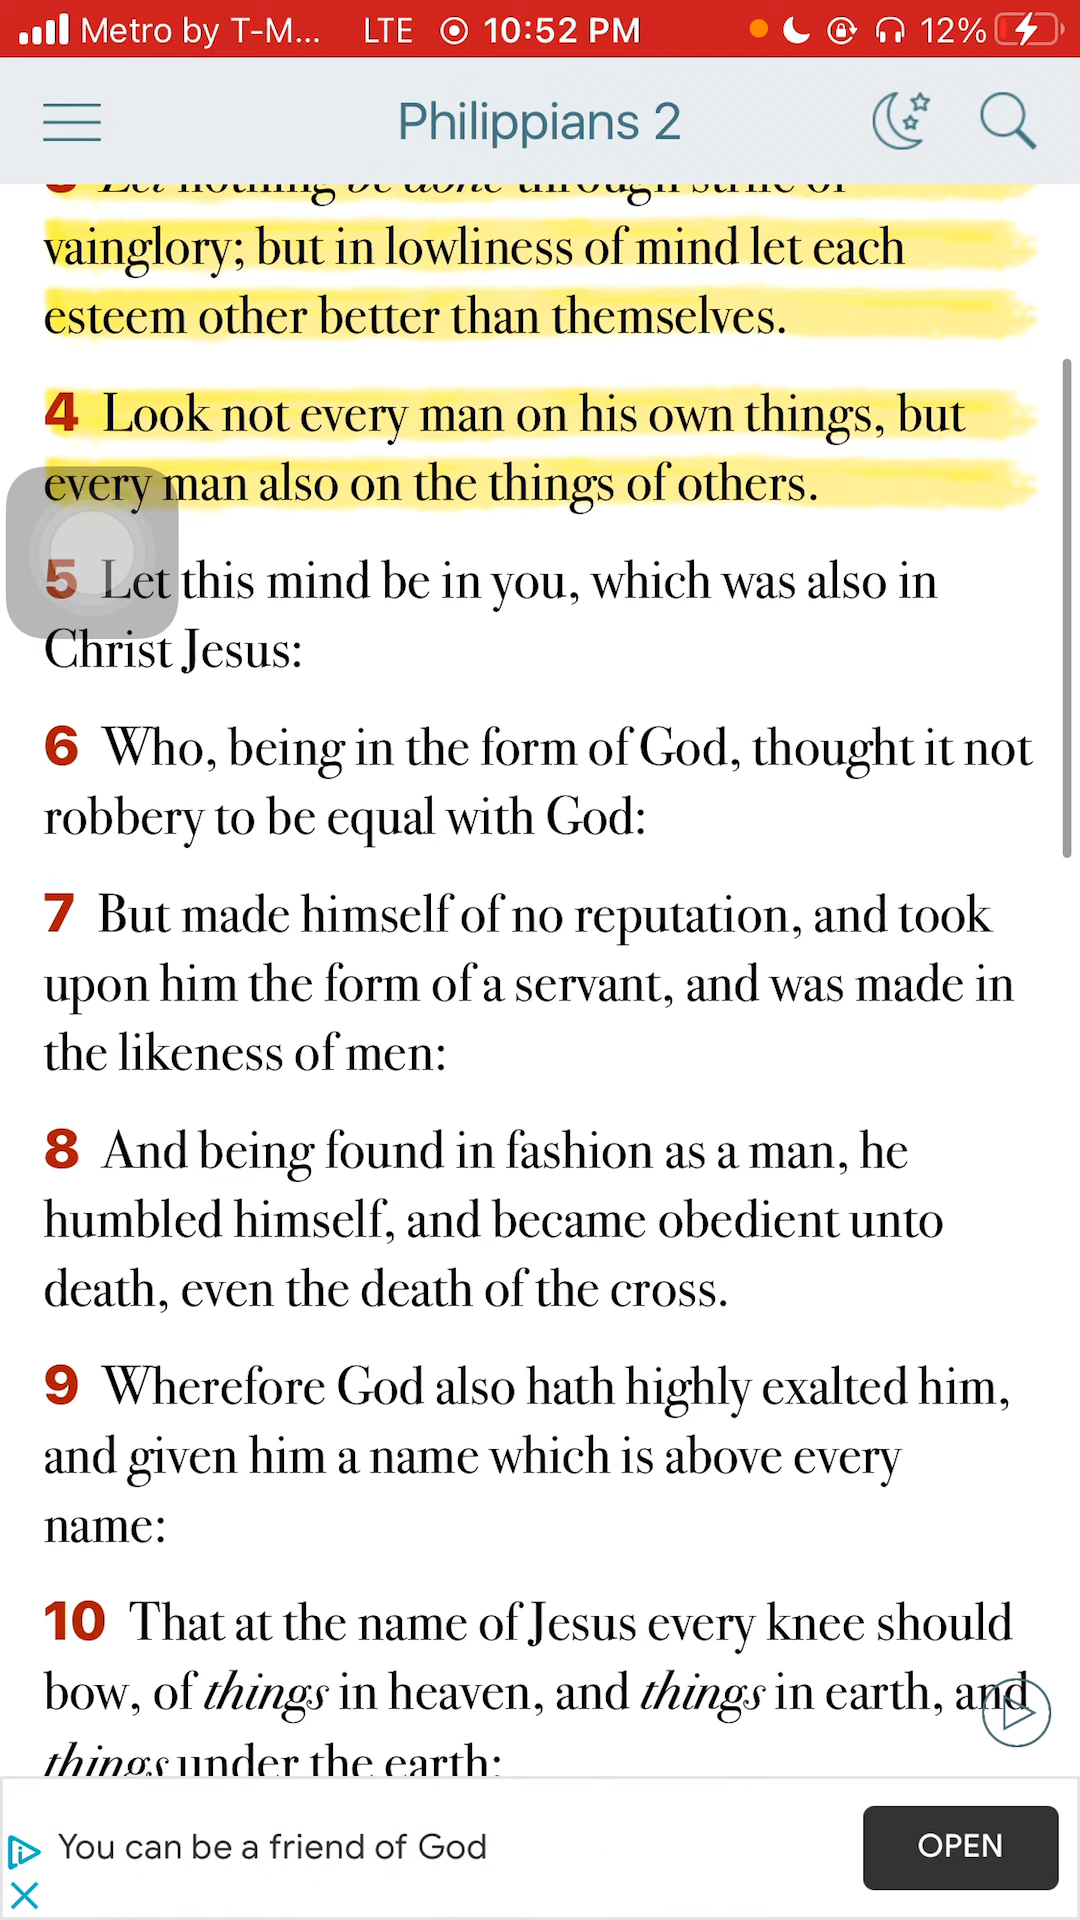 Metro by T-M... LTE 10:52 PM 12%
Philippians 2
3 Let nothing be done through strife or
vainglory; but in lowliness of mind let each
esteem other better than themselves.
4 Look not every man on his own things, but
every man also on the things of others.
5 Let this mind be in you, which was also in
Christ Jesus:
6 Who, being in the form of God, thought it not
robbery to be equal with God:
7 But made himself of no reputation, and took
upon him the form of a servant, and was made in
the likeness of men:
8 And being found in fashion as a man, he
humbled himself, and became obedient unto
death, even the death of the cross.
9 Wherefore God also hath highly exalted him,
and given him a name which is above every
name:
10 That at the name of Jesus every knee should
bow, of things in heaven, and things in earth, and
things under the earth;
You can be a friend of God
OPEN